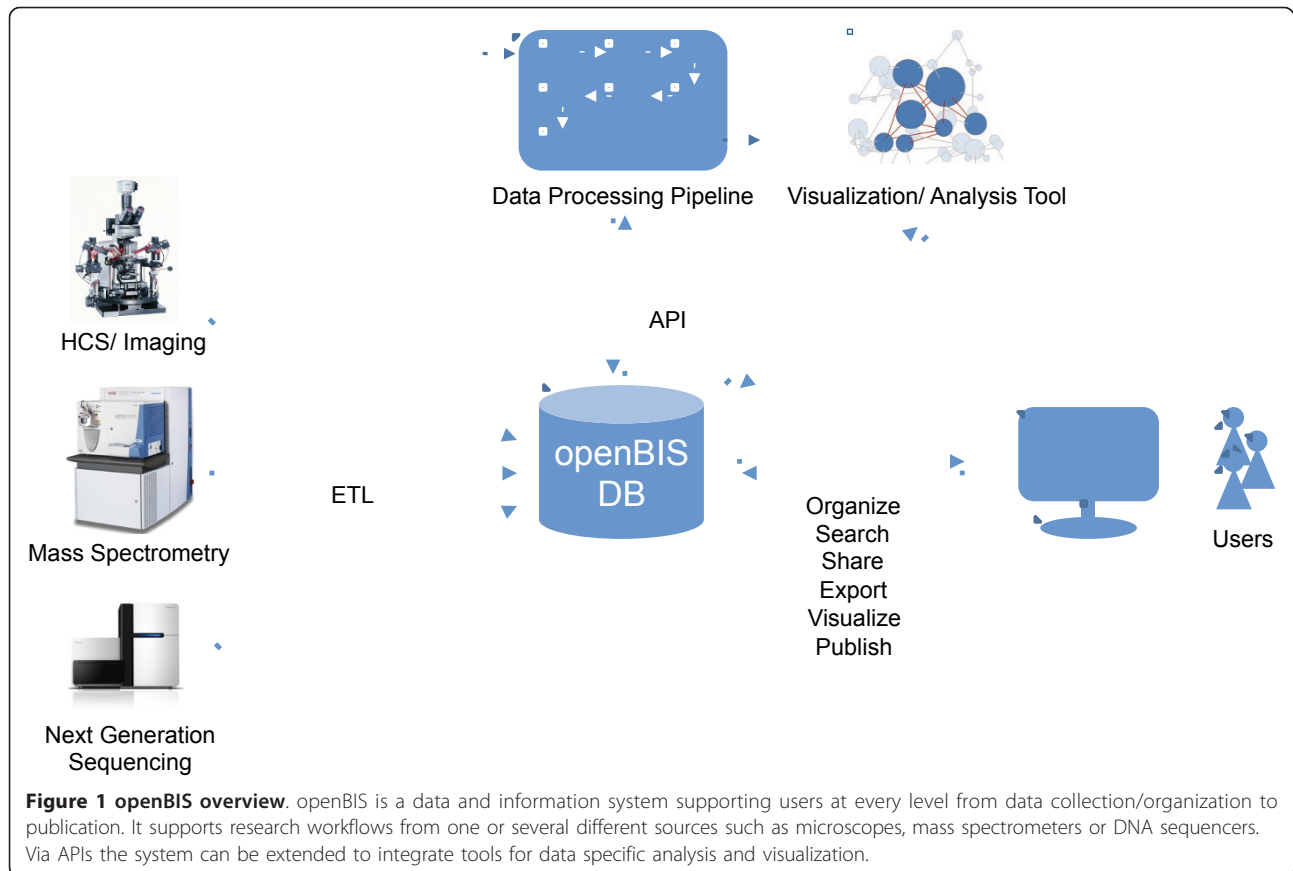 Data Processing Pipeline
Visualization/ Analysis Tool
HCS/ Imaging
API
Mass Spectrometry
ETL
openBIS
DB
Organize
Search
Share
Export
Visualize
Publish
Users
Next Generation
Sequencing
Figure 1 openBIS overview. openBIS is a data and information system supporting users at every level from data collection/organization to
publication. It supports research workflows from one or several different sources such as microscopes, mass spectrometers or DNA sequencers.
Via APIs the system can be extended to integrate tools for data specific analysis and visualization.